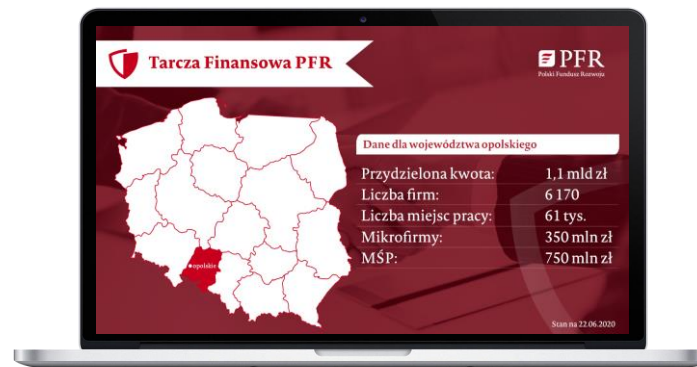 Tarcza Finansowa PFR
PFR
Polski Fundusz Rozwoju
Dane dla województwa opolskiego
Przydzielona kwota: 1,1 mld zł
Liczba firm: 6 170
Liczba miejsc pracy: 61 tys.
Mikrofirmy: 350 mln zł
MŚP: 750 mln zł
opolskie
Stan na 22.06.2020